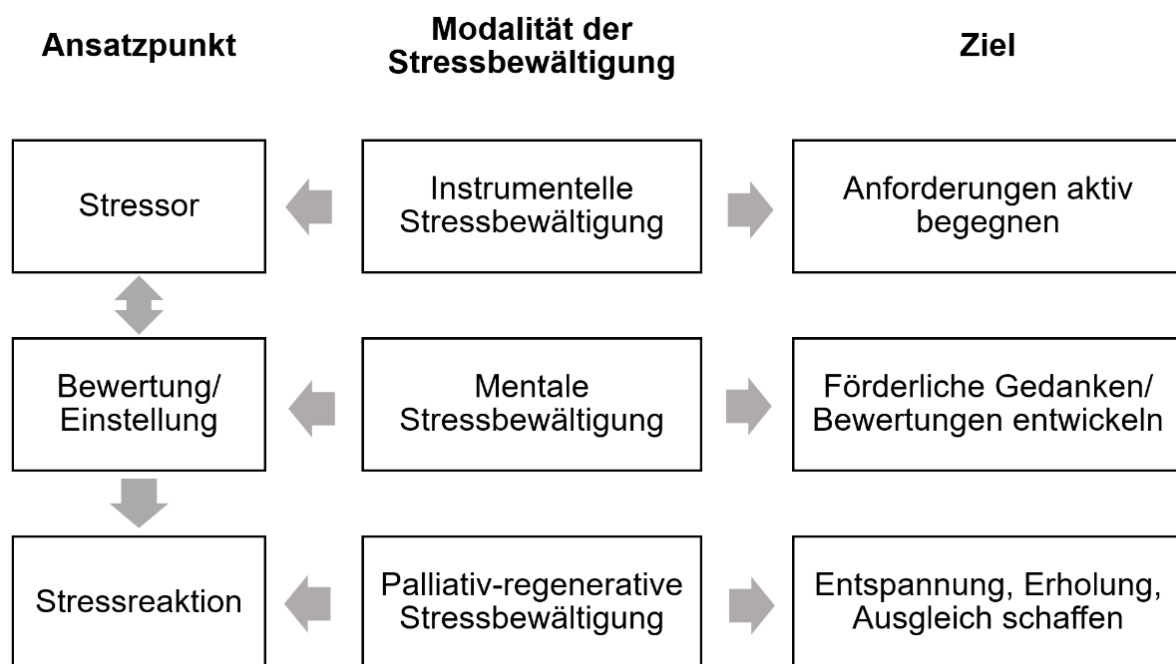 Ansatzpunkt
Modalität der
Stressbewältigung
Ziel
Stressor
Instrumentelle
Stressbewältigung
Anforderungen aktiv
begegnen
Bewertung/
Einstellung
Mentale
Stressbewältigung
Förderliche Gedanken/
Bewertungen entwickeln
Stressreaktion
Palliativ-regenerative
Stressbewältigung
Entspannung, Erholung,
Ausgleich schaffen